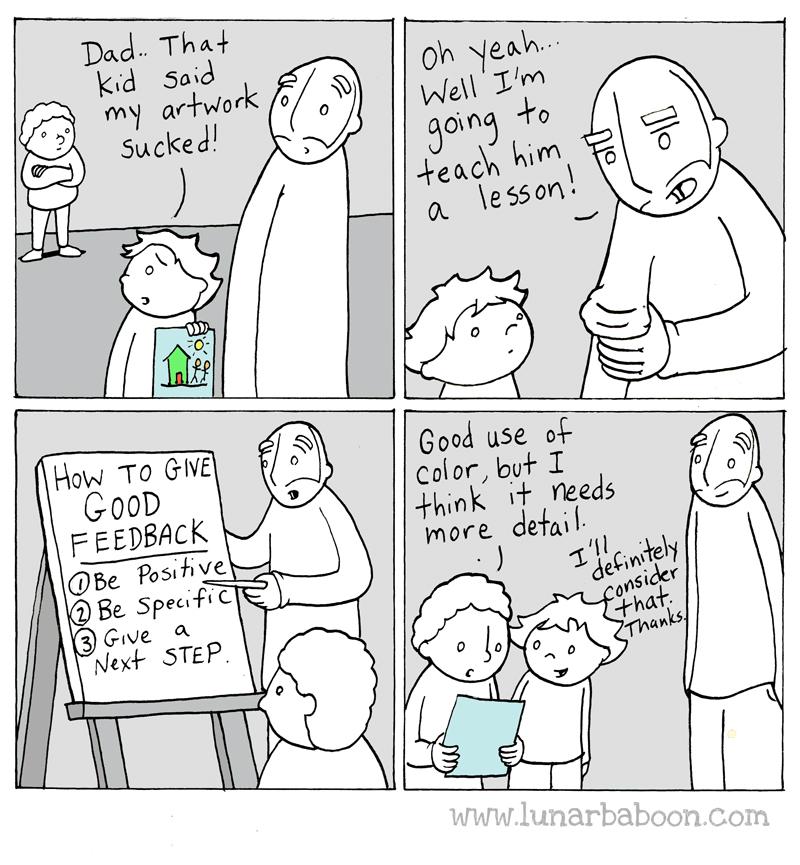 Dad.. That
kid said
my artwork
sucked!
Oh yeah...
Well I'm
going to
teach him
a lesson!
HOW TO GIVE
GOOD
FEEDBACK
① Be Positive
② Be Specific
③ Give a
Next STEP.
Good use of
color, but I
think it needs
more detail.
I'll
definitely
consider
that.
Thanks.
www.lunarbaboon.com